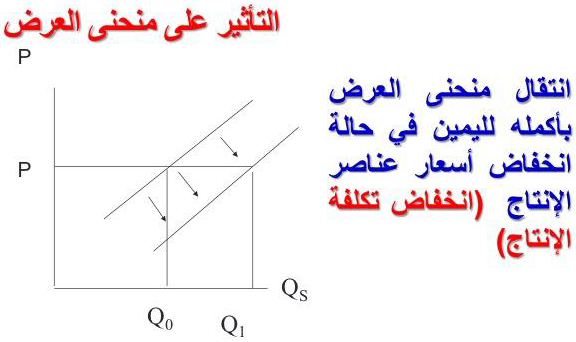 التأثير على منحنى العرض
P
P
Q0
Q1
QS
انتقال منحنى العرض
بأكمله لليمين في حالة
انخفاض أسعار عناصر
الإنتاج (انخفاض تكلفة
الإنتاج)